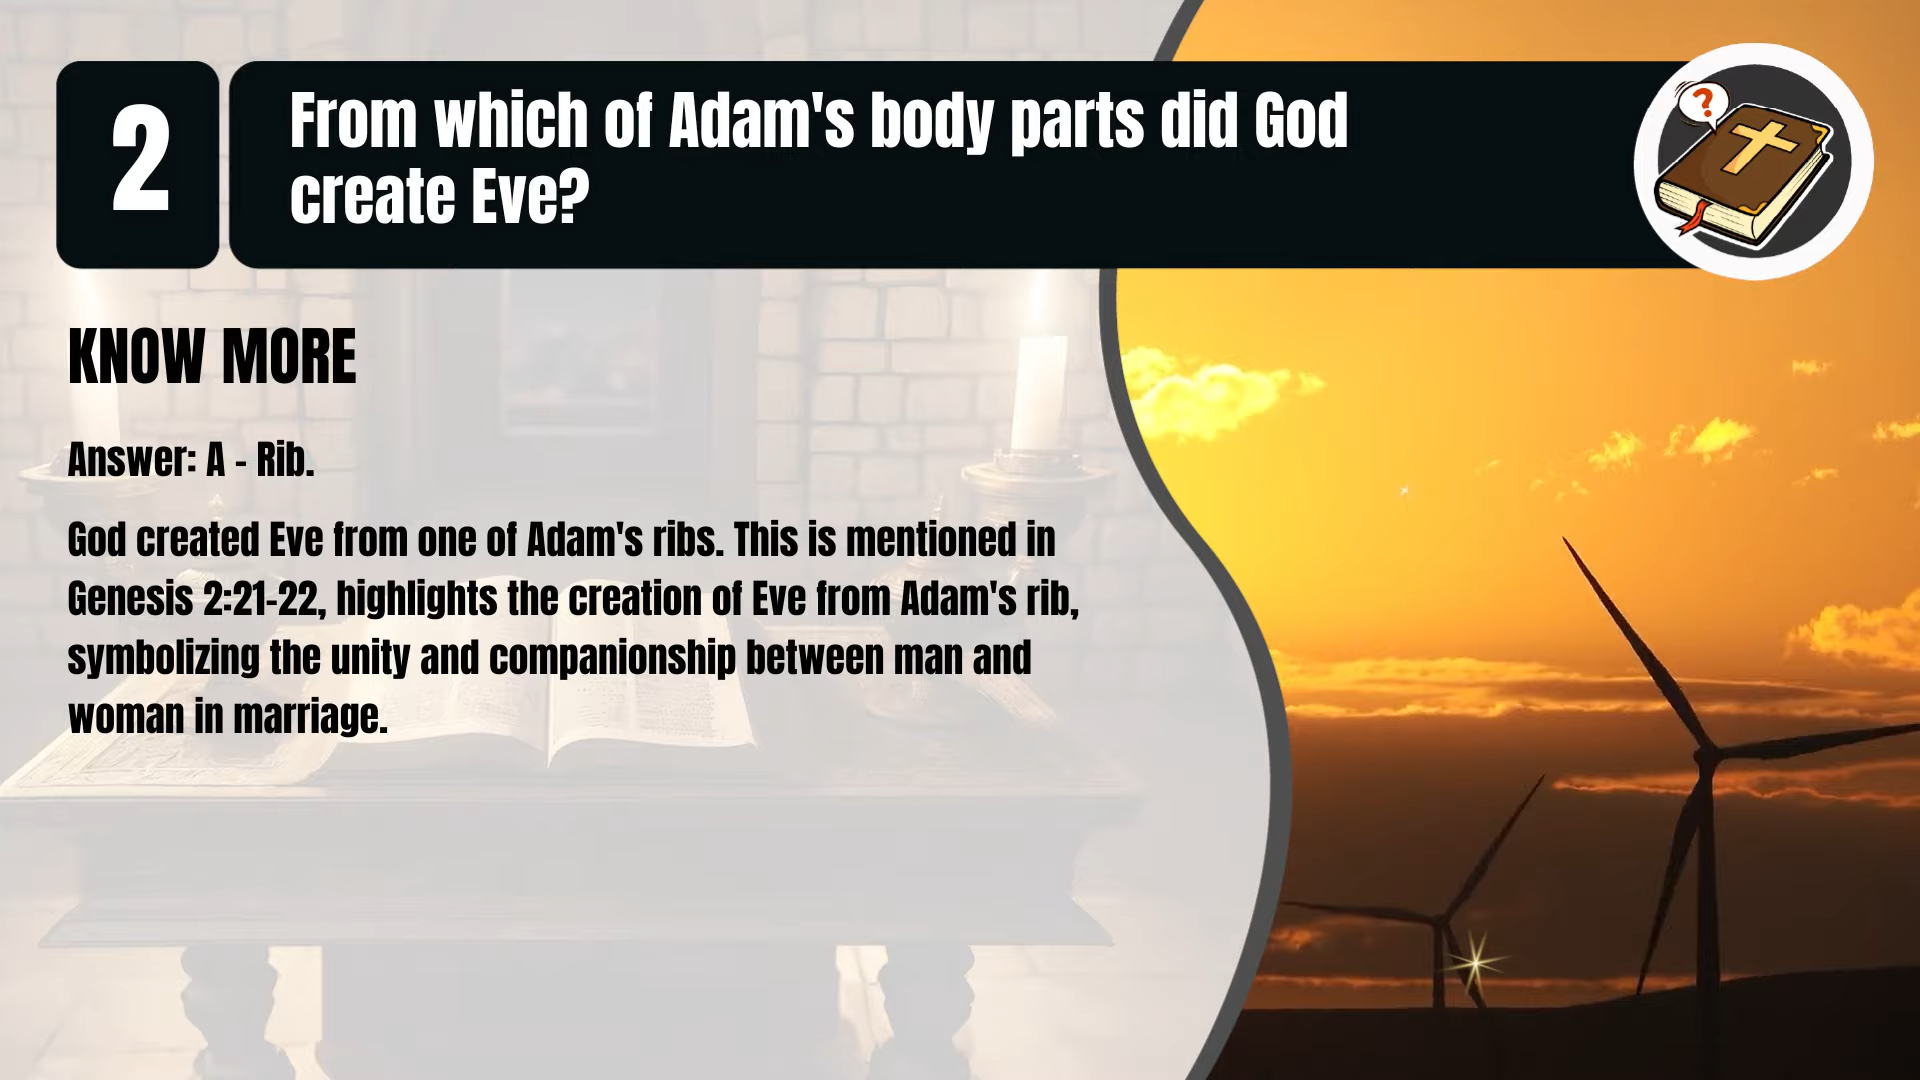 2
From which of Adam's body parts did God
create Eve?
?
KNOW MORE
Answer: A - Rib.
God created Eve from one of Adam's ribs. This is mentioned in
Genesis 2:21-22, highlights the creation of Eve from Adam's rib,
symbolizing the unity and companionship between man and
woman in marriage.